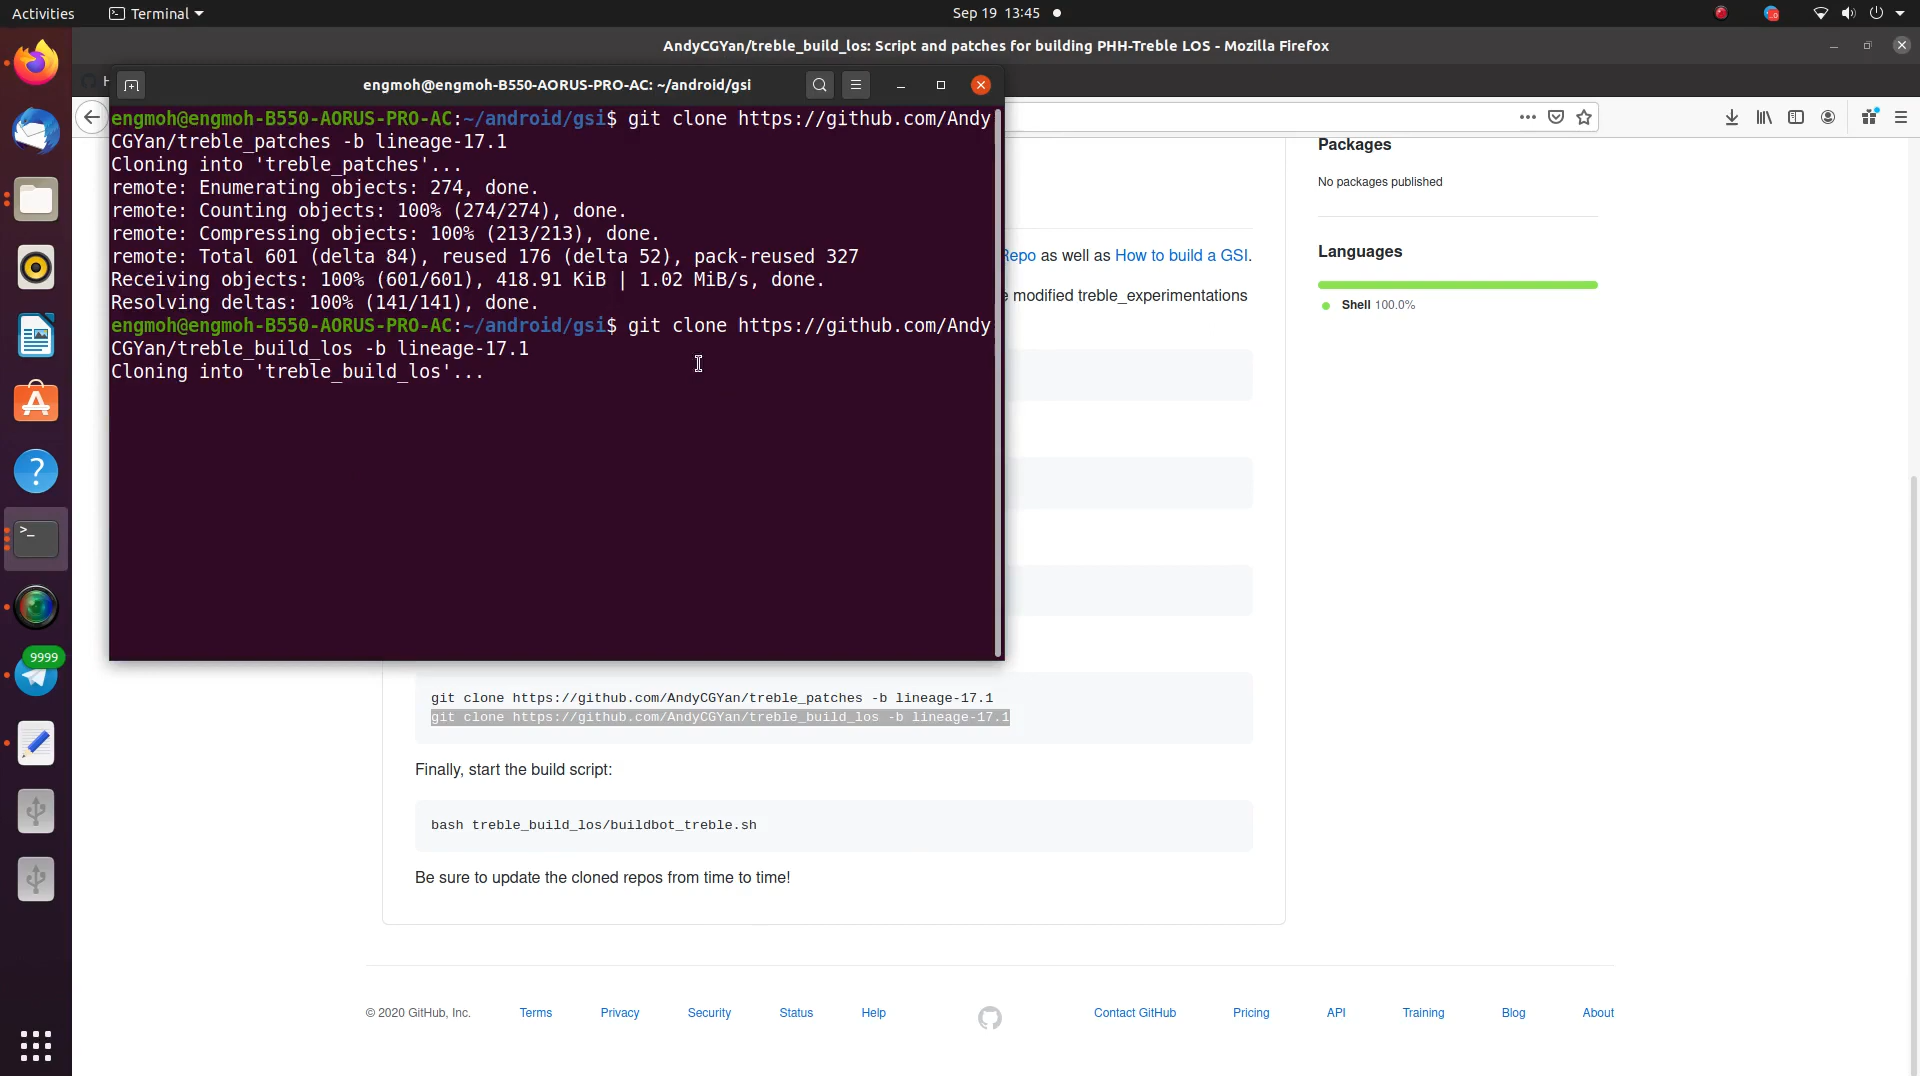 Activities
Terminal
Sep 19 13:45
AndyCGYan/treble_build_los: Script and patches for building PHH-Treble LOS - Mozilla Firefox
engmoh@engmoh-B550-AORUS-PRO-AC: ~/android/gsi
engmoh@engmoh-B550-AORUS-PRO-AC:~/android/gsi$ git clone https://github.com/Andy
CGYan/treble_patches -b lineage-17.1
Cloning into 'treble_patches'...
remote: Enumerating objects: 274, done.
remote: Counting objects: 100% (274/274), done.
remote: Compressing objects: 100% (213/213), done.
remote: Total 601 (delta 84), reused 176 (delta 52), pack-reused 327
Receiving objects: 100% (601/601), 418.91 KiB | 1.02 MiB/s, done.
Resolving deltas: 100% (141/141), done.
engmoh@engmoh-B550-AORUS-PRO-AC:~/android/gsi$ git clone https://github.com/Andy
CGYan/treble_build_los -b lineage-17.1
Cloning into 'treble_build_los'...
Packages
No packages published
Languages
Shell 100.0%
Repo as well as How to build a GSI.
modified treble_experimentations
9999
git clone https://github.com/AndyCGYan/treble_patches -b lineage-17.1
git clone https://github.com/AndyCGYan/treble_build_los -b lineage-17.1
Finally, start the build script:
bash treble_build_los/buildbot_treble.sh
Be sure to update the cloned repos from time to time!
© 2020 GitHub, Inc.
Terms
Privacy
Security
Status
Help
Contact GitHub
Pricing
API
Training
Blog
About